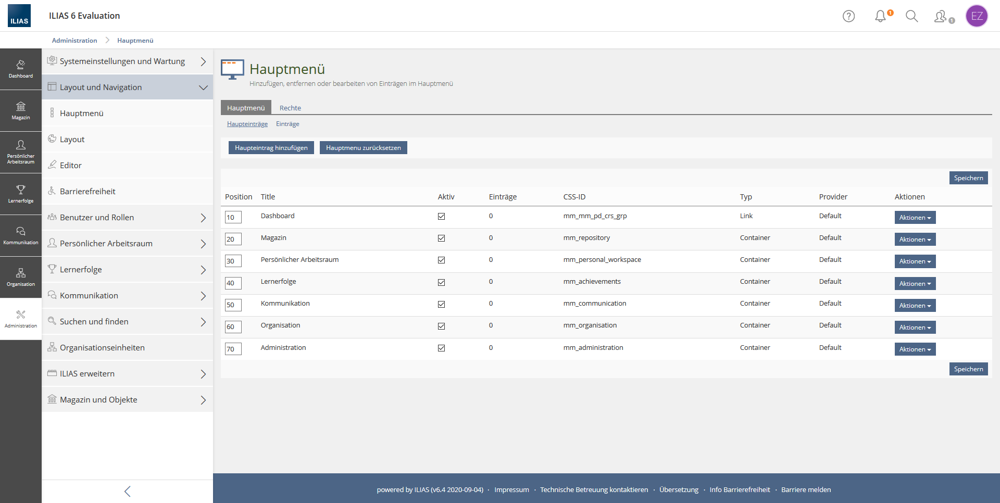 ILIAS
ILIAS 6 Evaluation
1
1
EZ
Administration
Hauptmenü
Dashboard
Magazin
Persönlicher
Arbeitsraum
Lernerfolge
Kommunikation
Organisation
Administration
Systemeinstellungen und Wartung
Layout und Navigation
Hauptmenü
Layout
Editor
Barrierefreiheit
Benutzer und Rollen
Persönlicher Arbeitsraum
Lernerfolge
Kommunikation
Suchen und finden
Organisationseinheiten
ILIAS erweitern
Magazin und Objekte
Hauptmenü
Hinzufügen, entfernen oder bearbeiten von Einträgen im Hauptmenü
Hauptmenü Rechte
Haupteinträge Einträge
Haupteintrag hinzufügen Hauptmenu zurücksetzen
Speichern
Position Title Aktiv Einträge CSS-ID Typ Provider Aktionen
10 Dashboard 0 mm_mm_pd_crs_grp Link Default Aktionen
20 Magazin 0 mm_repository Container Default Aktionen
30 Persönlicher Arbeitsraum 0 mm_personal_workspace Container Default Aktionen
40 Lernerfolge 0 mm_achievements Container Default Aktionen
50 Kommunikation 0 mm_communication Container Default Aktionen
60 Organisation 0 mm_organisation Container Default Aktionen
70 Administration 0 mm_administration Container Default Aktionen
Speichern
powered by ILIAS (v6.4 2020-09-04) · Impressum · Technische Betreuung kontaktieren · Übersetzung · Info Barrierefreiheit · Barriere melden